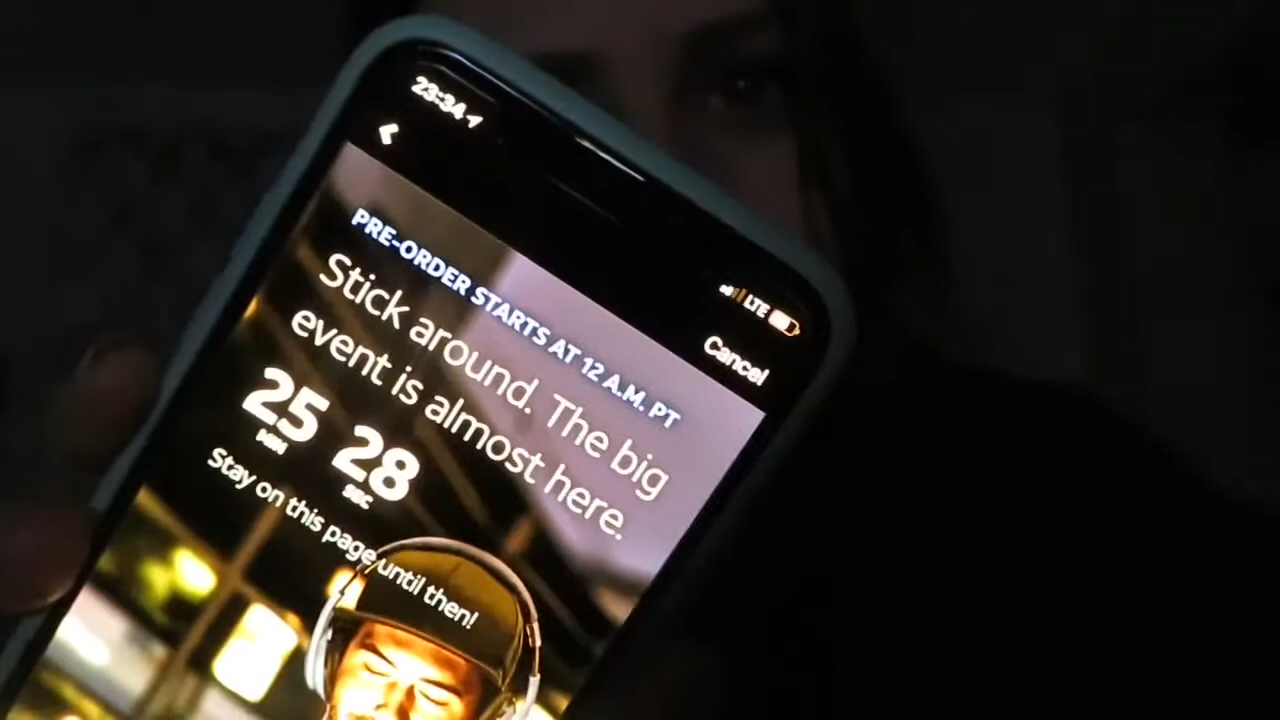 23:34
LTE
Cancel
PRE-ORDER STARTS AT 12 A.M. PT
Stick around. The big
event is almost here.
25 28
MIN SEC
Stay on this page until then!